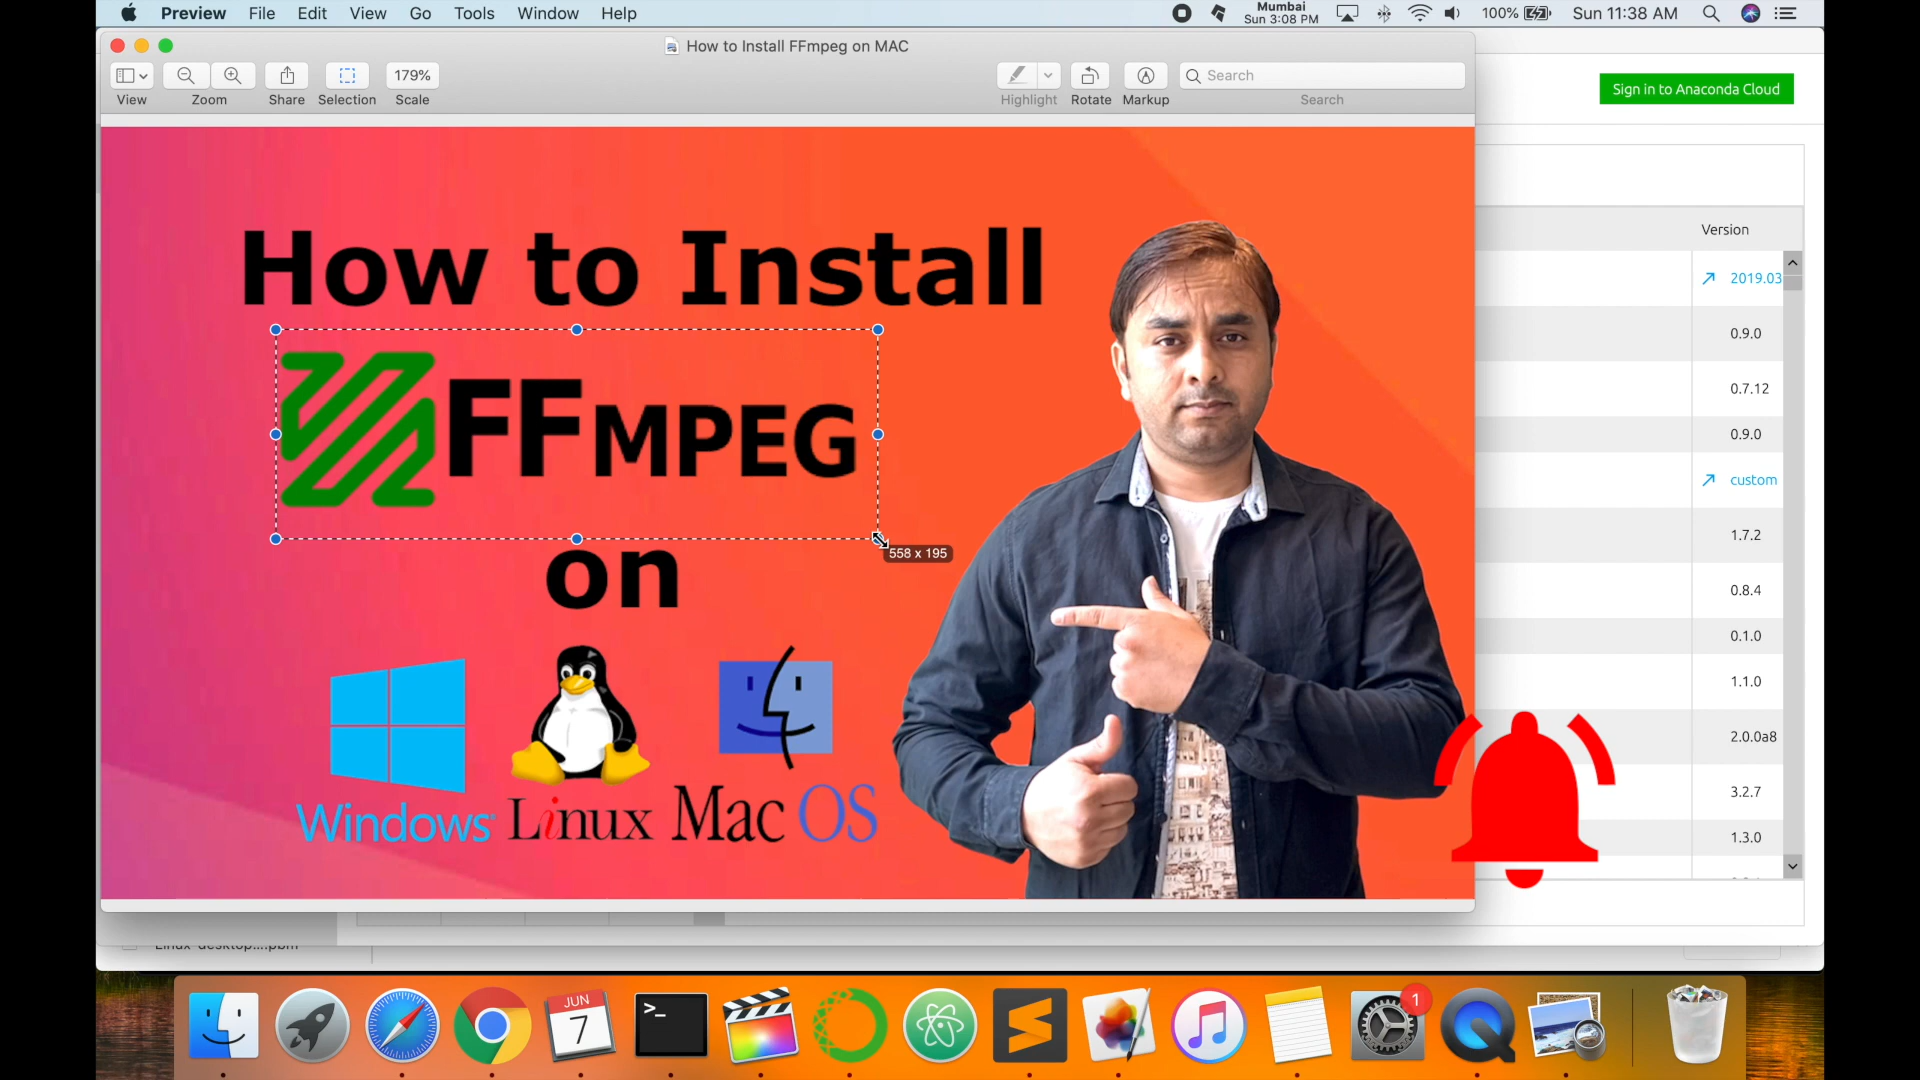 Preview File Edit View Go Tools Window Help
Mumbai
Sun 3:08 PM
100%
Sun 11:38 AM
How to Install FFmpeg on MAC
179%
Search
View
Zoom
Share
Selection
Scale
Highlight
Rotate
Markup
Search
Sign in to Anaconda Cloud
How to Install
FFMPEG
558 x 195
on
Windows
Linux
Mac OS
Version
2019.03
0.9.0
0.7.12
0.9.0
custom
1.7.2
0.8.4
0.1.0
1.1.0
2.0.0a8
3.2.7
1.3.0
JUN
7
>_
1